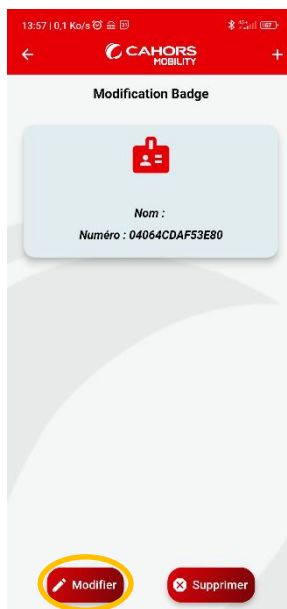 13:57 | 0,1 Ko/s
CAHORS
MOBILITY
Modification Badge
Nom :
Numéro : 04064CDAF53E80
Modifier
Supprimer